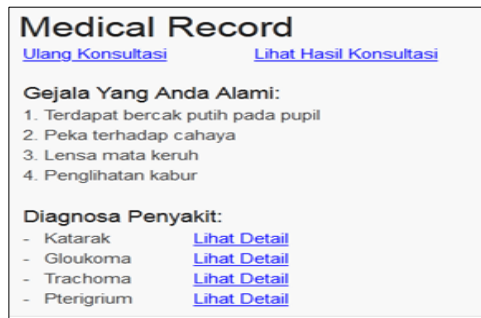 Medical Record
Ulang Konsultasi Lihat Hasil Konsultasi
Gejala Yang Anda Alami:
1. Terdapat bercak putih pada pupil
2. Peka terhadap cahaya
3. Lensa mata keruh
4. Penglihatan kabur
Diagnosa Penyakit:
- Katarak Lihat Detail
- Gloukoma Lihat Detail
- Trachoma Lihat Detail
- Pterigrium Lihat Detail